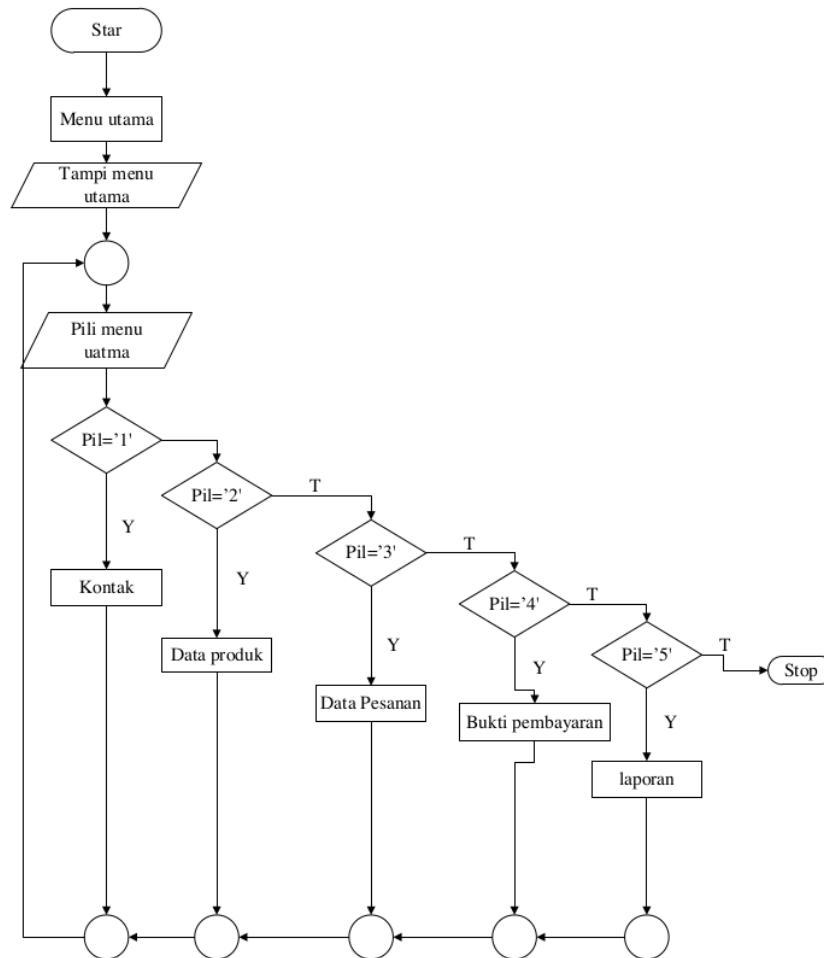 Star
Menu utama
Tampi menu
utama
Pili menu
uatma
Pil=’1'
Pil=’2'
T
Pil=’3'
T
Pil=’4'
T
Pil=’5'
T
Stop
Y
Y
Y
Y
Y
Kontak
Data produk
Data Pesanan
Bukti pembayaran
laporan